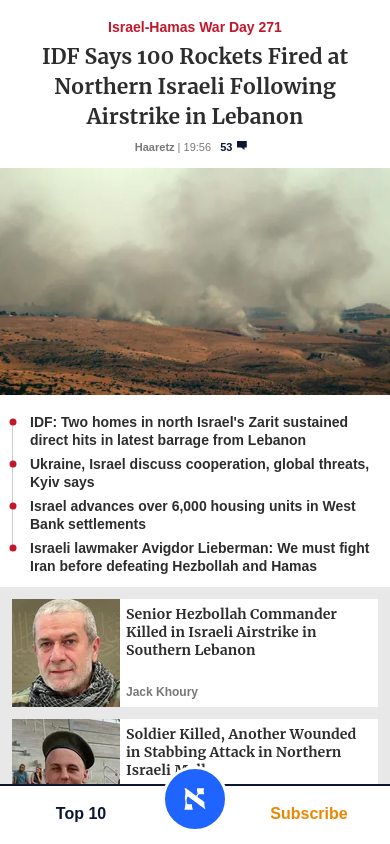 Israel-Hamas War Day 271
IDF Says 100 Rockets Fired at
Northern Israeli Following
Airstrike in Lebanon
Haaretz | 19:56 53
IDF: Two homes in north Israel's Zarit sustained
direct hits in latest barrage from Lebanon
Ukraine, Israel discuss cooperation, global threats,
Kyiv says
Israel advances over 6,000 housing units in West
Bank settlements
Israeli lawmaker Avigdor Lieberman: We must fight
Iran before defeating Hezbollah and Hamas
Senior Hezbollah Commander
Killed in Israeli Airstrike in
Southern Lebanon
Jack Khoury
Soldier Killed, Another Wounded
in Stabbing Attack in Northern
Israeli
Top 10
א
Subscribe